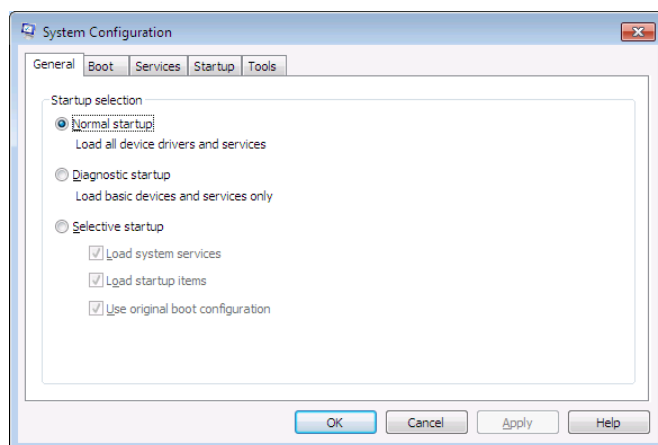 System Configuration
General Boot Services Startup Tools
Startup selection
Normal startup
Load all device drivers and services
Diagnostic startup
Load basic devices and services only
Selective startup
Load system services
Load startup items
Use original boot configuration
OK Cancel Apply Help